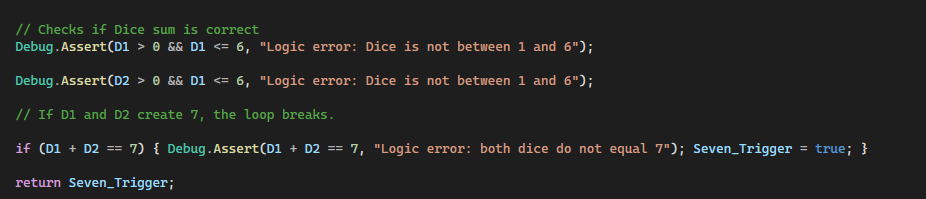 // Checks if Dice sum is correct
Debug.Assert(D1 > 0 && D1 <= 6, "Logic error: Dice is not between 1 and 6");
Debug.Assert(D2 > 0 && D1 <= 6, "Logic error: Dice is not between 1 and 6");
// If D1 and D2 create 7, the loop breaks.
if (D1 + D2 == 7) { Debug.Assert(D1 + D2 == 7, "Logic error: both dice do not equal 7"); Seven_Trigger = true; }
return Seven_Trigger;